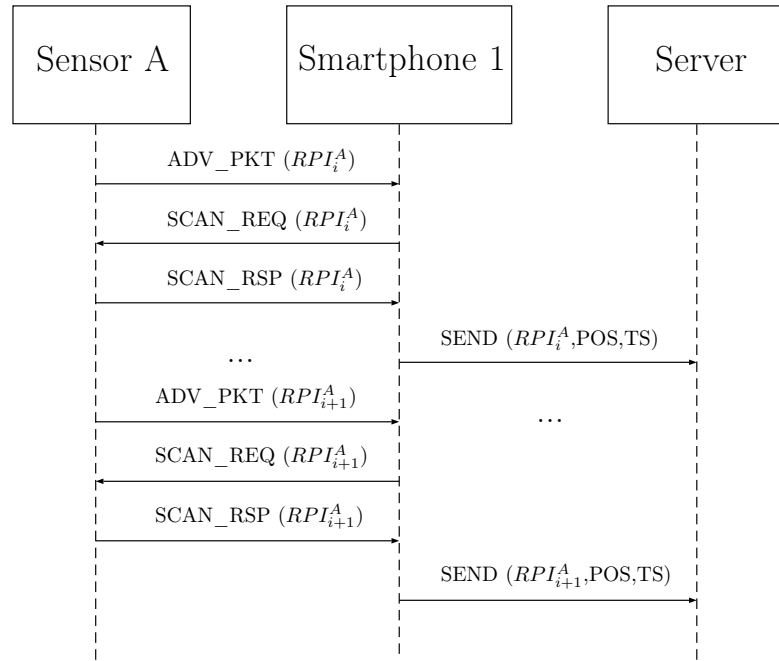 Sensor A
Smartphone 1
Server
ADV_PKT ($RPI_i^A$)
SCAN_REQ ($RPI_i^A$)
SCAN_RSP ($RPI_i^A$)
SEND ($RPI_i^A$,POS,TS)
...
ADV_PKT ($RPI_{i+1}^A$)
...
SCAN_REQ ($RPI_{i+1}^A$)
SCAN_RSP ($RPI_{i+1}^A$)
SEND ($RPI_{i+1}^A$,POS,TS)